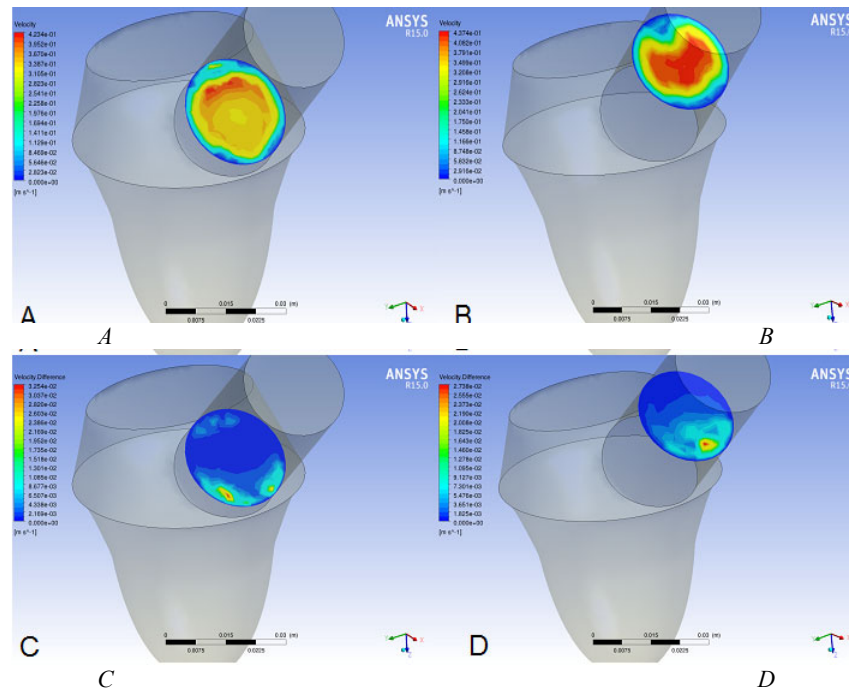 Velocity
4.234e-01
3.952e-01
3.670e-01
3.387e-01
3.105e-01
2.823e-01
2.541e-01
2.258e-01
1.976e-01
1.694e-01
1.411e-01
1.129e-01
8.469e-02
5.646e-02
2.823e-02
0.000e+00
[m s^-1]
ANSYS
R15.0
0 0.015 0.03 (m)
0.0075 0.0225
A
A
Velocity
4.374e-01
4.082e-01
3.791e-01
3.499e-01
3.208e-01
2.916e-01
2.624e-01
2.333e-01
2.041e-01
1.750e-01
1.458e-01
1.166e-01
8.748e-02
5.832e-02
2.916e-02
0.000e+00
[m s^-1]
ANSYS
R15.0
0 0.015 0.03 (m)
0.0075 0.0225
B
B
Velocity.Difference
3.254e-02
3.037e-02
2.820e-02
2.603e-02
2.386e-02
2.169e-02
1.952e-02
1.735e-02
1.518e-02
1.301e-02
1.085e-02
8.677e-03
6.507e-03
4.338e-03
2.169e-03
0.000e+00
[m s^-1]
ANSYS
R15.0
0 0.015 0.03 (m)
0.0075 0.0225
C
C
Velocity.Difference
2.738e-02
2.555e-02
2.373e-02
2.190e-02
2.008e-02
1.825e-02
1.643e-02
1.460e-02
1.278e-02
1.095e-02
9.127e-03
7.301e-03
5.476e-03
3.651e-03
1.825e-03
0.000e+00
[m s^-1]
ANSYS
R15.0
0 0.015 0.03 (m)
0.0075 0.0225
D
D